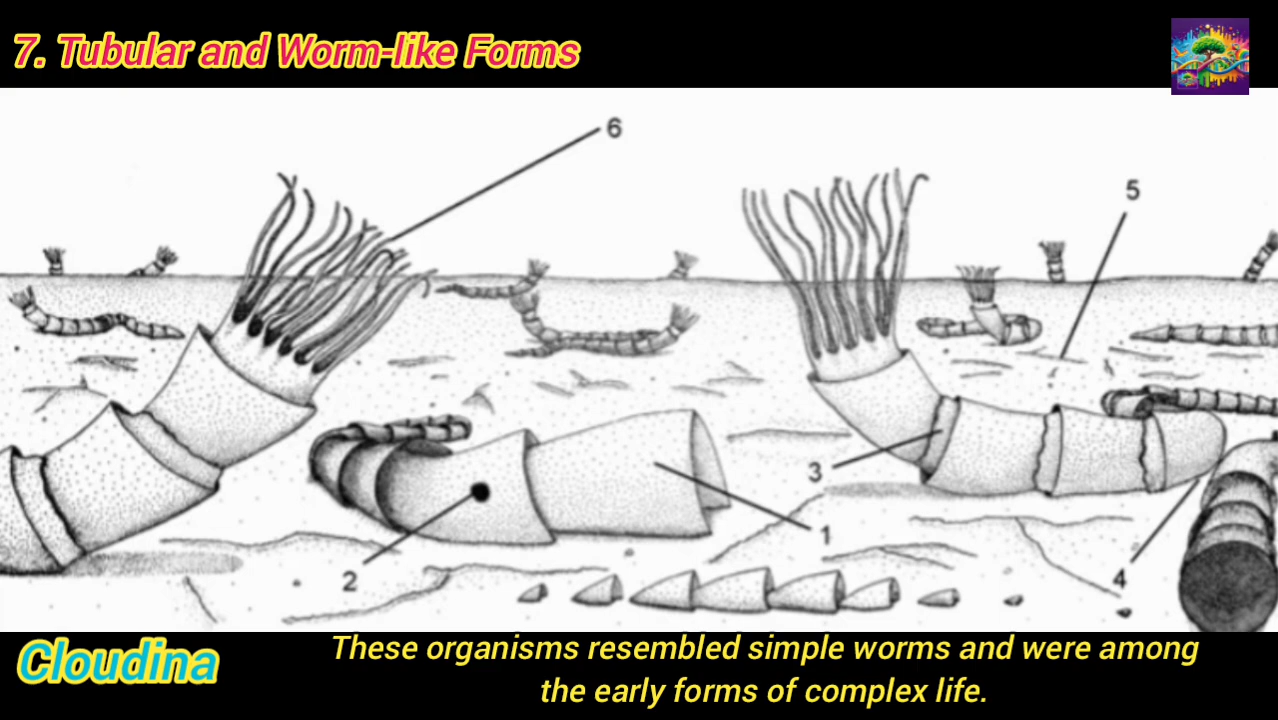 7. Tubular and Worm-like Forms
6
5
3
1
2
4
Cloudina
These organisms resembled simple worms and were among
the early forms of complex life.